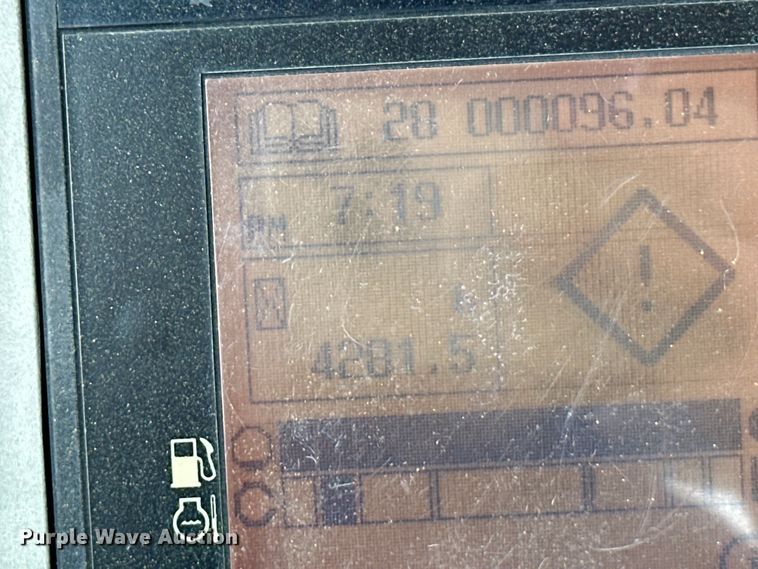 28 000096.04
7:19
PM
h
4281.5
Purple Wave Auction